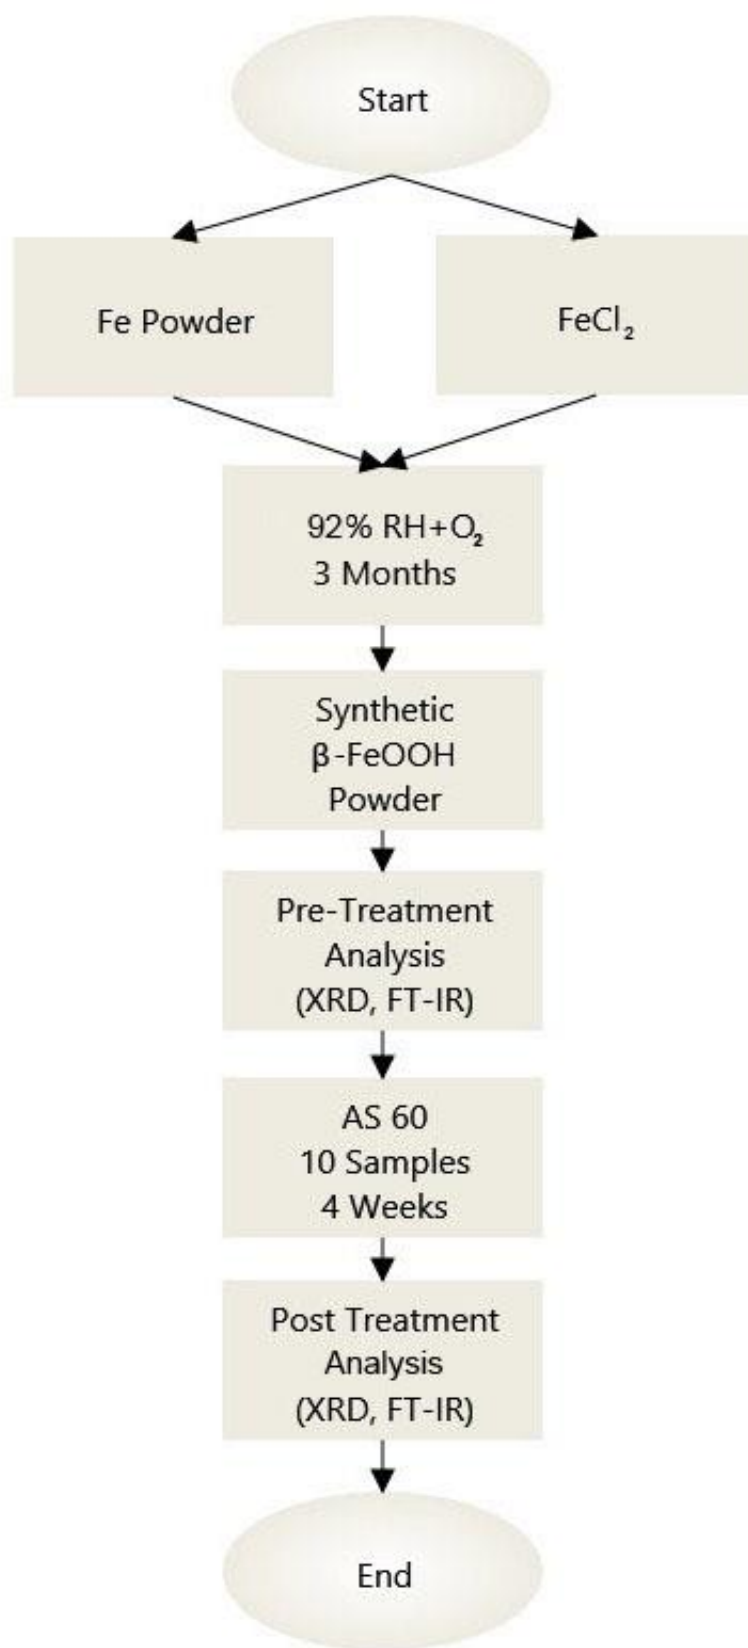 Start
Fe Powder
FeCl₂
92% RH+O₂
3 Months
Synthetic
β-FeOOH
Powder
Pre-Treatment
Analysis
(XRD, FT-IR)
AS 60
10 Samples
4 Weeks
Post Treatment
Analysis
(XRD, FT-IR)
End